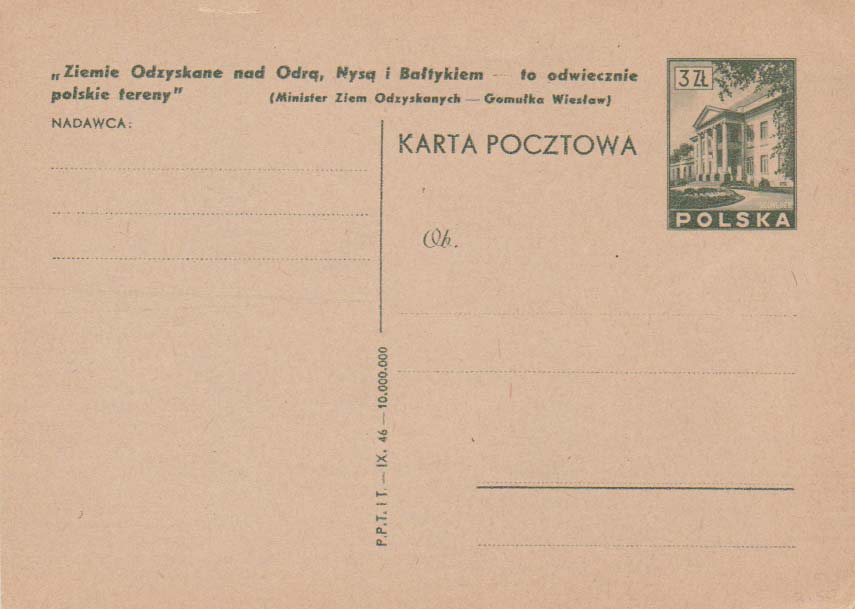 „Ziemie Odzyskane nad Odrą, Nysą i Bałtykiem — to odwiecznie
polskie tereny" (Minister Ziem Odzyskanych — Gomułka Wiesław)
NADAWCA:
KARTA POCZTOWA
3 ZŁ
POLSKA
Ob.
P.P.T. i T. — IX. 46 — 10.000.000